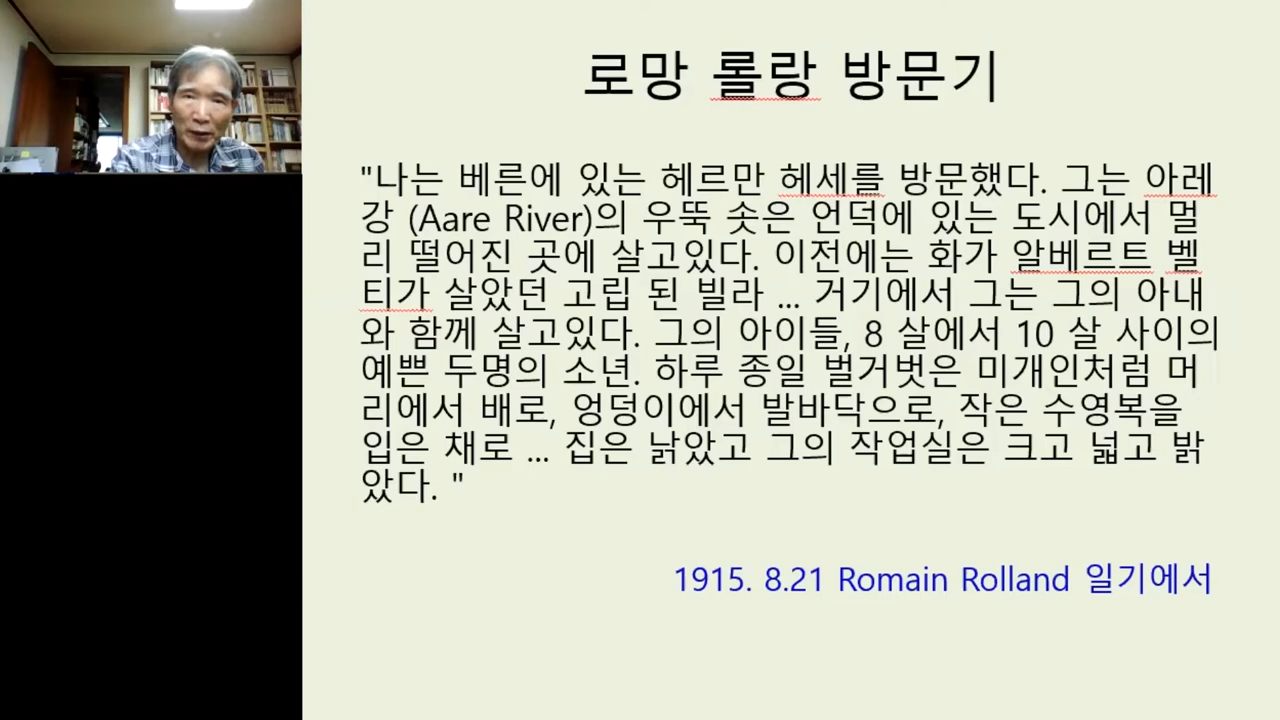 로망 롤랑 방문기
"나는 베른에 있는 헤르만 헤세를 방문했다. 그는 아레
강 (Aare River)의 우뚝 솟은 언덕에 있는 도시에서 멀
리 떨어진 곳에 살고있다. 이전에는 화가 알베르트 벨
티가 살았던 고립 된 빌라 ... 거기에서 그는 그의 아내
와 함께 살고있다. 그의 아이들, 8 살에서 10 살 사이의
예쁜 두명의 소년. 하루 종일 벌거벗은 미개인처럼 머
리에서 배로, 엉덩이에서 발바닥으로, 작은 수영복을
입은 채로 ... 집은 낡았고 그의 작업실은 크고 넓고 밝
았다. "
1915. 8.21 Romain Rolland 일기에서